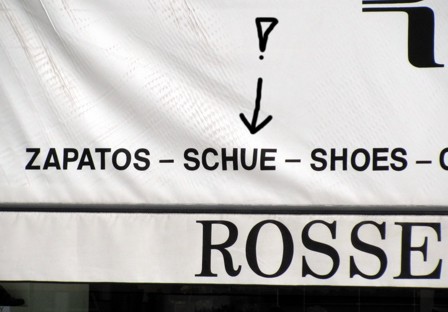 !
ZAPATOS – SCHUE – SHOES –
ROSSE